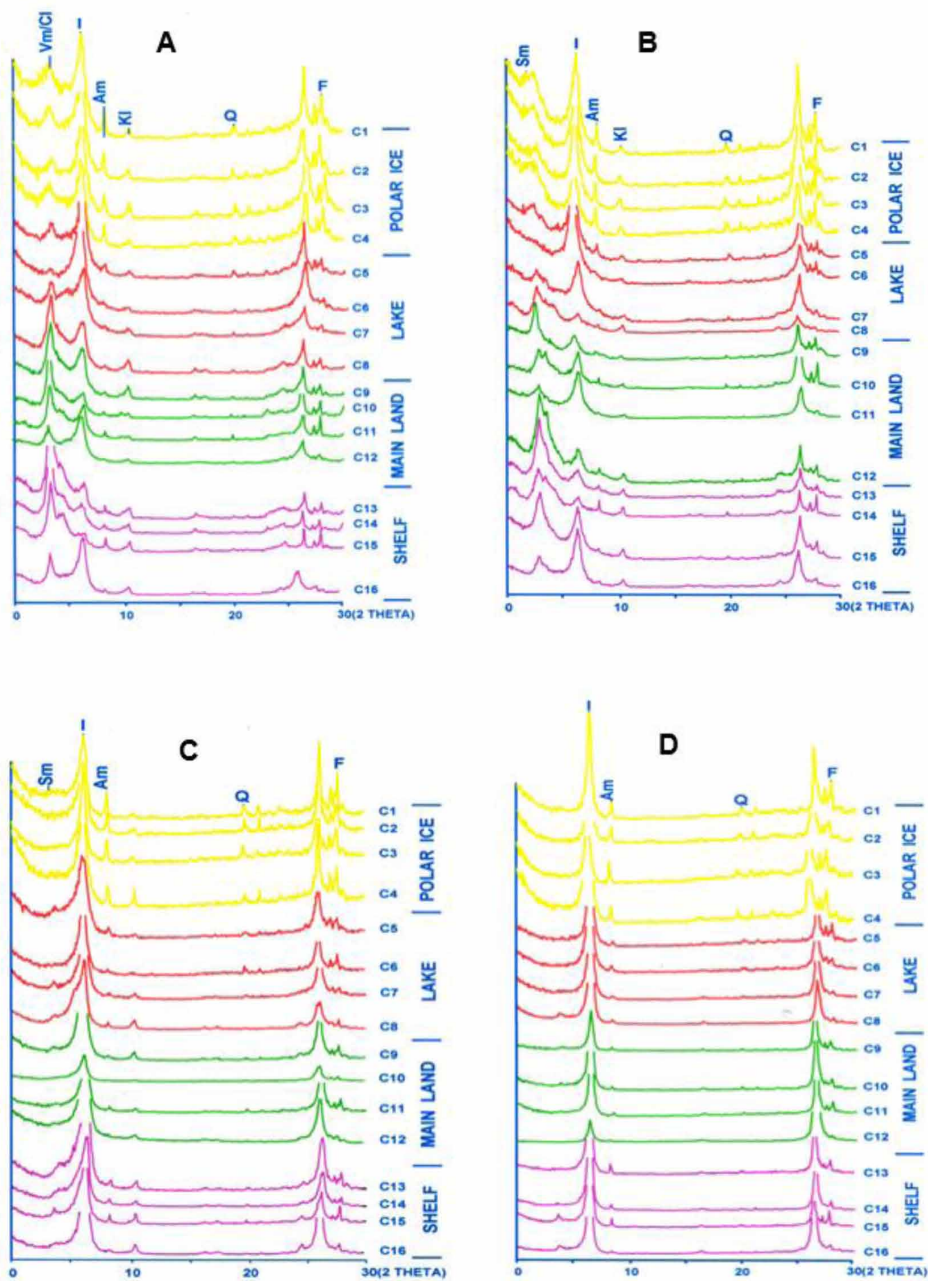 A
Vm/Cl
I
Am
Kl
Q
F
C1
C2
C3
C4
C5
C6
C7
C8
C9
C10
C11
C12
C13
C14
C15
C16
POLAR ICE
LAKE
MAIN LAND
SHELF
0
10
20
30(2 THETA)
B
Sm
I
Am
Kl
Q
F
C1
C2
C3
C4
C5
C6
C7
C8
C9
C10
C11
C12
C13
C14
C15
C16
POLAR ICE
LAKE
MAIN LAND
SHELF
0
10
20
30(2 THETA)
C
Sm
I
Am
Q
F
C1
C2
C3
C4
C5
C6
C7
C8
C9
C10
C11
C12
C13
C14
C15
C16
POLAR ICE
LAKE
MAIN LAND
SHELF
0
10
20
30(2 THETA)
D
I
Am
Q
F
C1
C2
C3
C4
C5
C6
C7
C8
C9
C10
C11
C12
C13
C14
C15
C16
POLAR ICE
LAKE
MAIN LAND
SHELF
0
10
20
30(2 THETA)